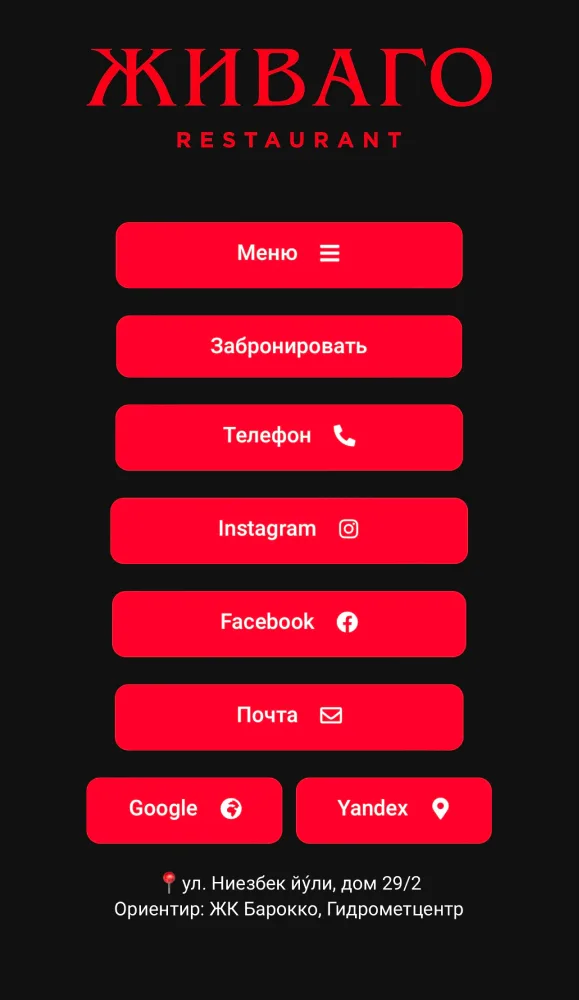 ЖИВАГО
RESTAURANT
Меню
Забронировать
Телефон
Instagram
Facebook
Почта
Google
Yandex
📍ул. Ниезбек йýли, дом 29/2
Ориентир: ЖК Барокко, Гидрометцентр